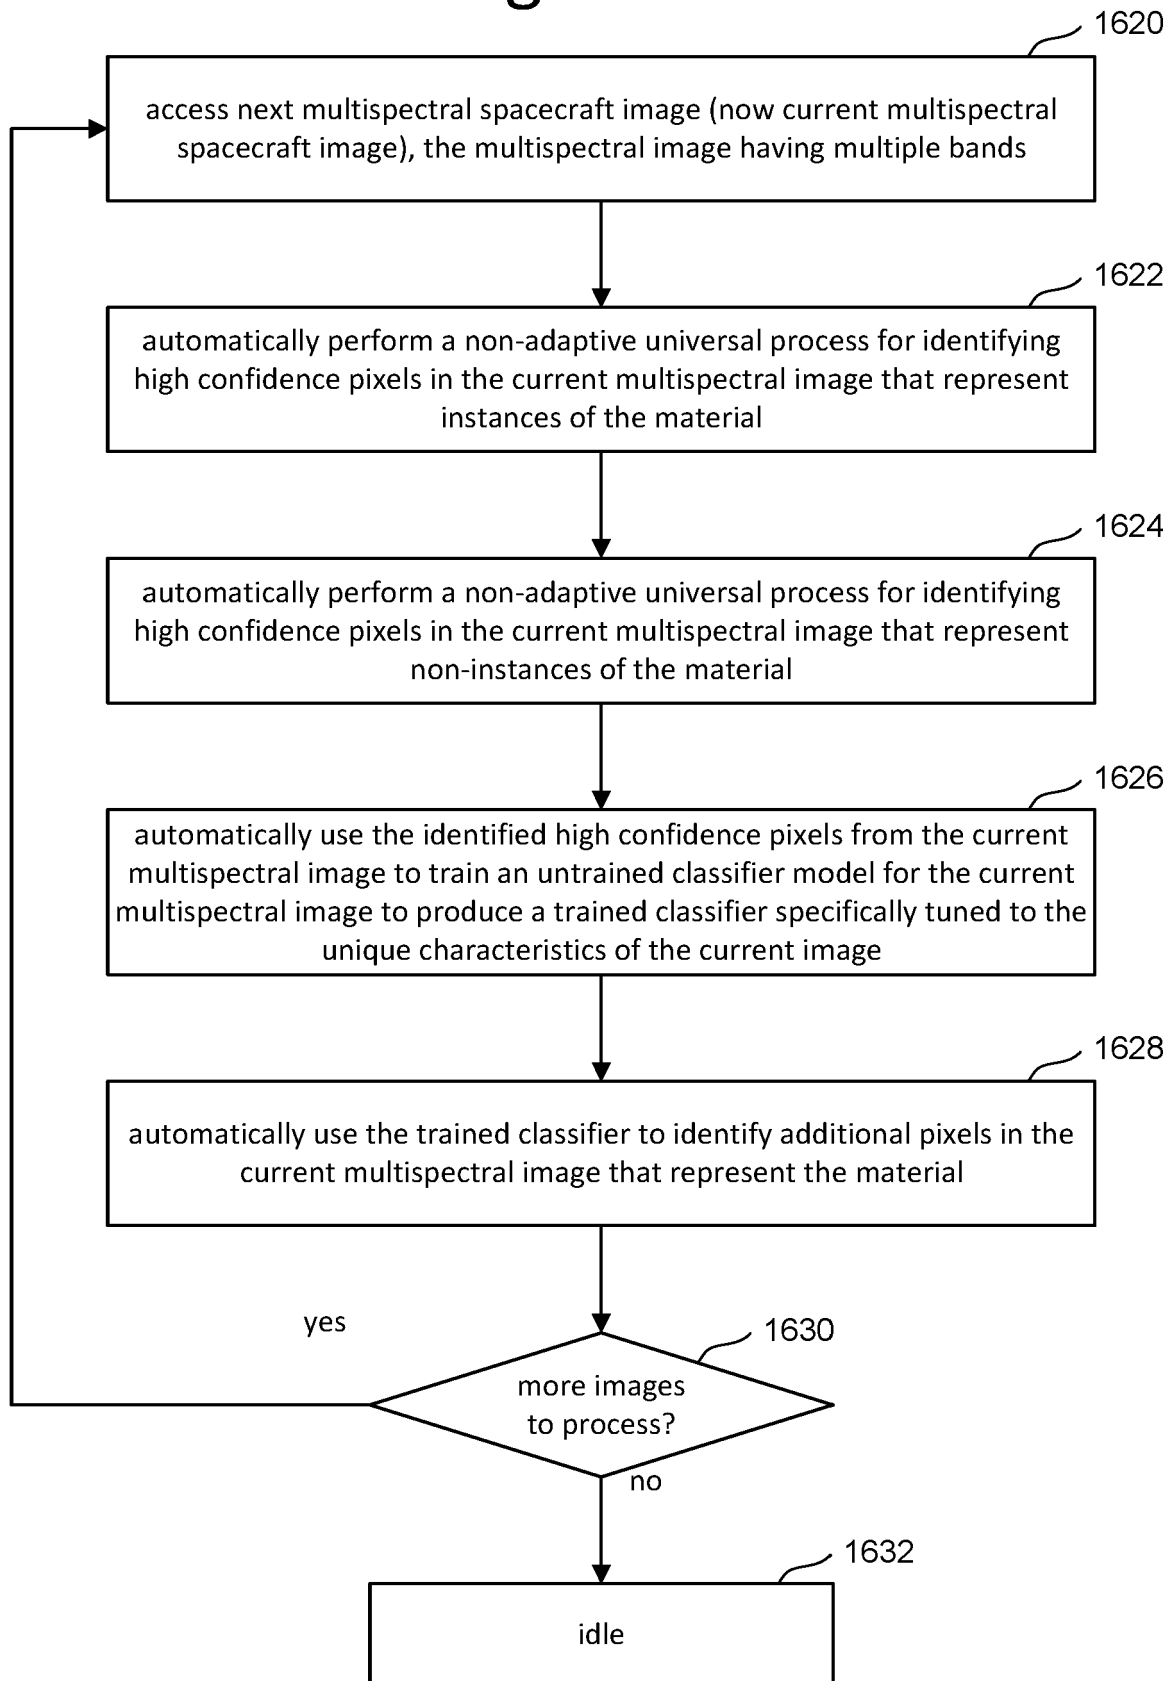 1620
access next multispectral spacecraft image (now current multispectral
spacecraft image), the multispectral image having multiple bands
1622
automatically perform a non-adaptive universal process for identifying
high confidence pixels in the current multispectral image that represent
instances of the material
1624
automatically perform a non-adaptive universal process for identifying
high confidence pixels in the current multispectral image that represent
non-instances of the material
1626
automatically use the identified high confidence pixels from the current
multispectral image to train an untrained classifier model for the current
multispectral image to produce a trained classifier specifically tuned to the
unique characteristics of the current image
1628
automatically use the trained classifier to identify additional pixels in the
current multispectral image that represent the material
yes
1630
more images
to process?
no
1632
idle